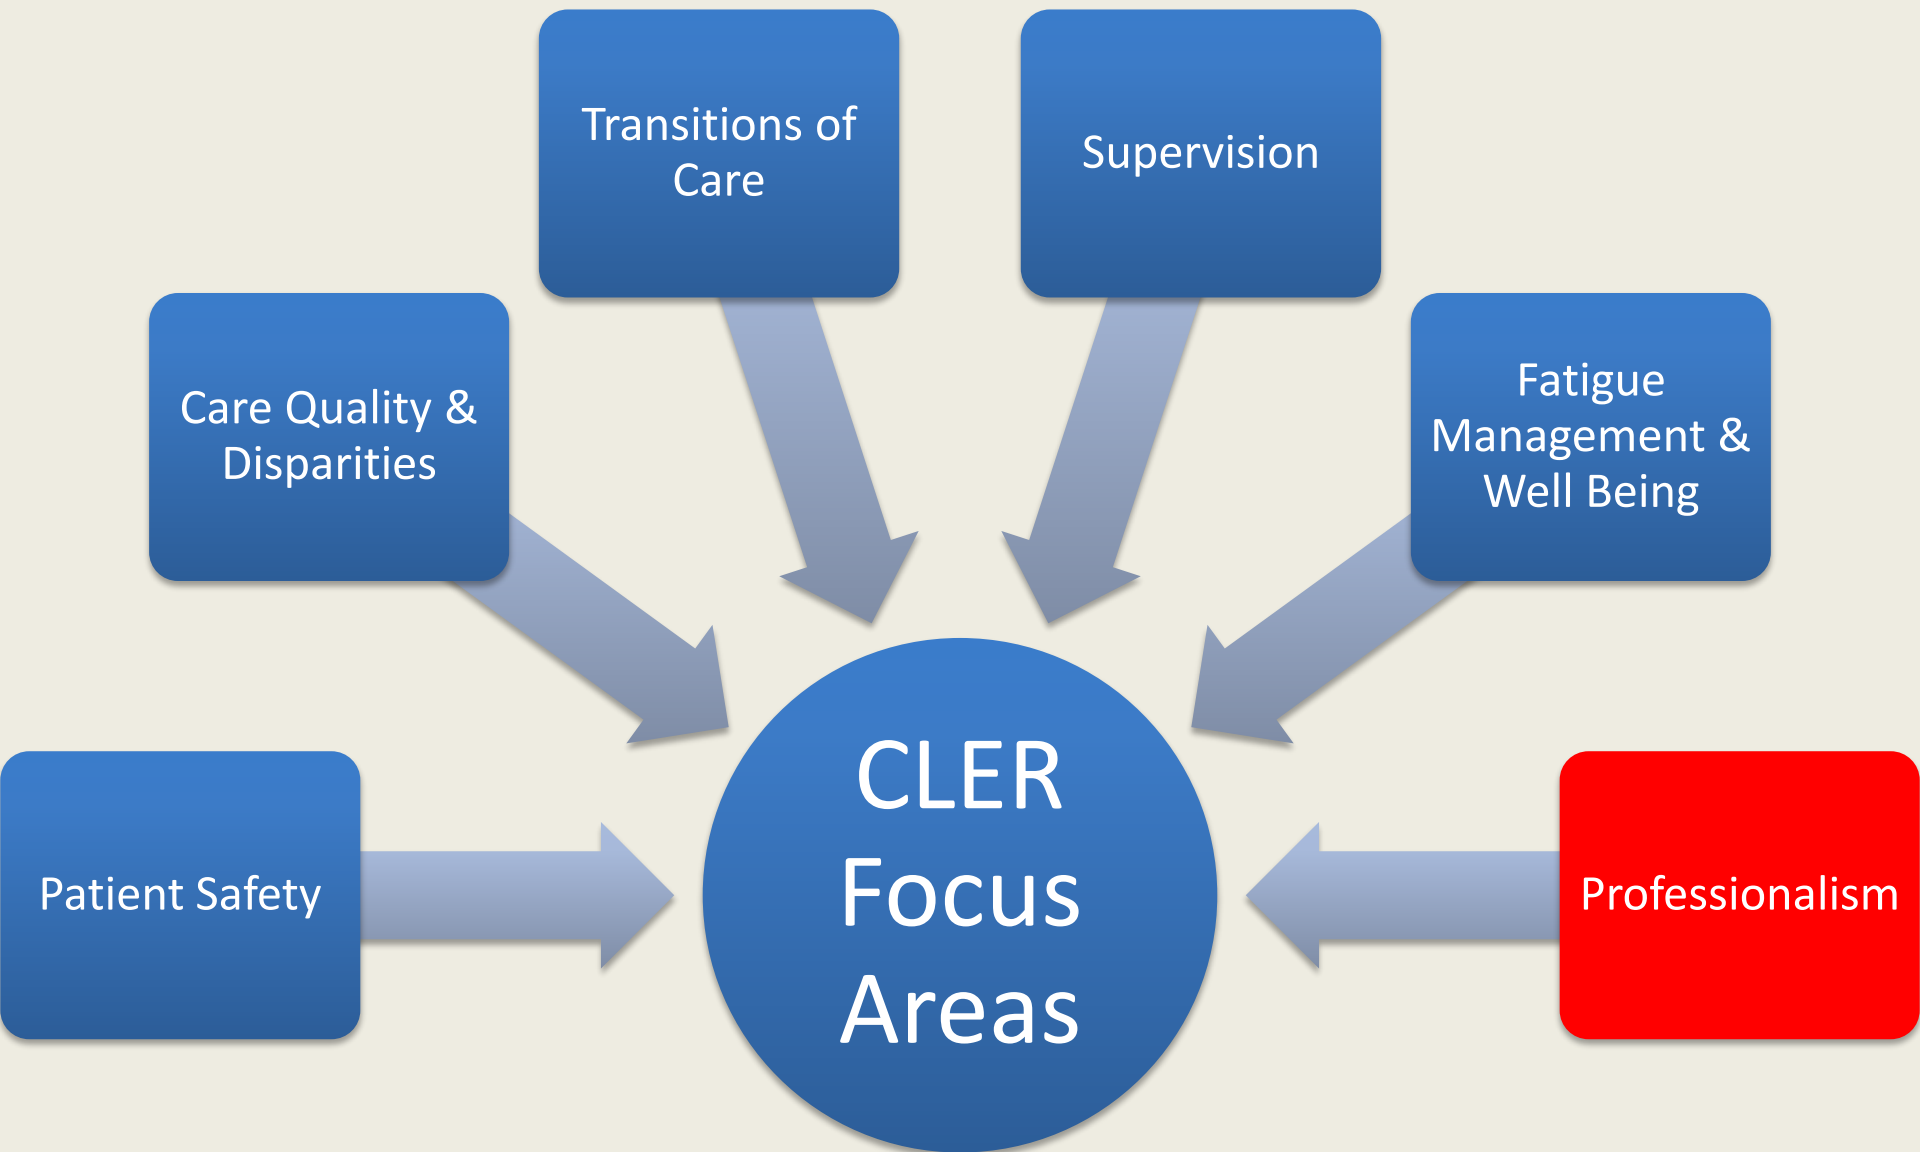 Transitions of
Care
Supervision
Care Quality &
Disparities
Fatigue
Management &
Well Being
Patient Safety
CLER
Focus
Areas
Professionalism